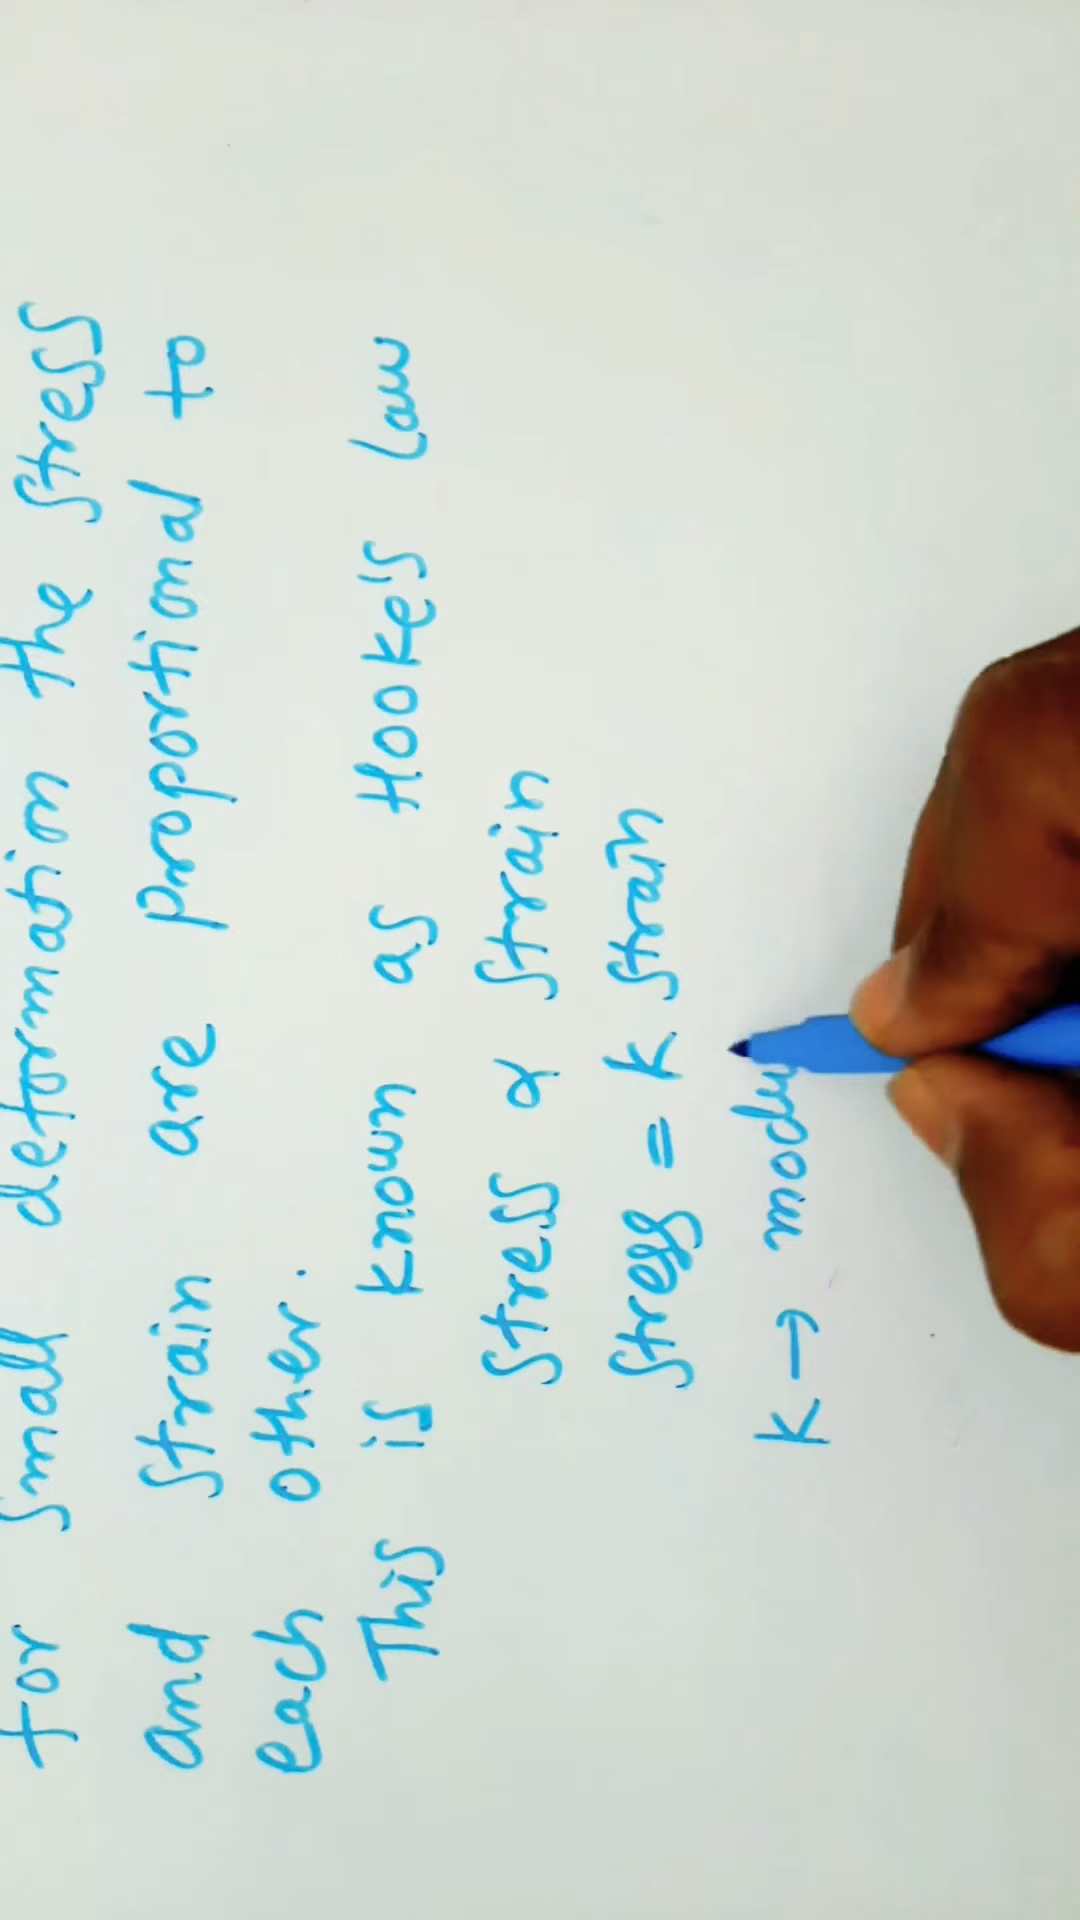 For small deformation the stress
and strain are proportional to
each other.
This is known as Hooke's Law
stress α strain
stress = k strain
k → modu